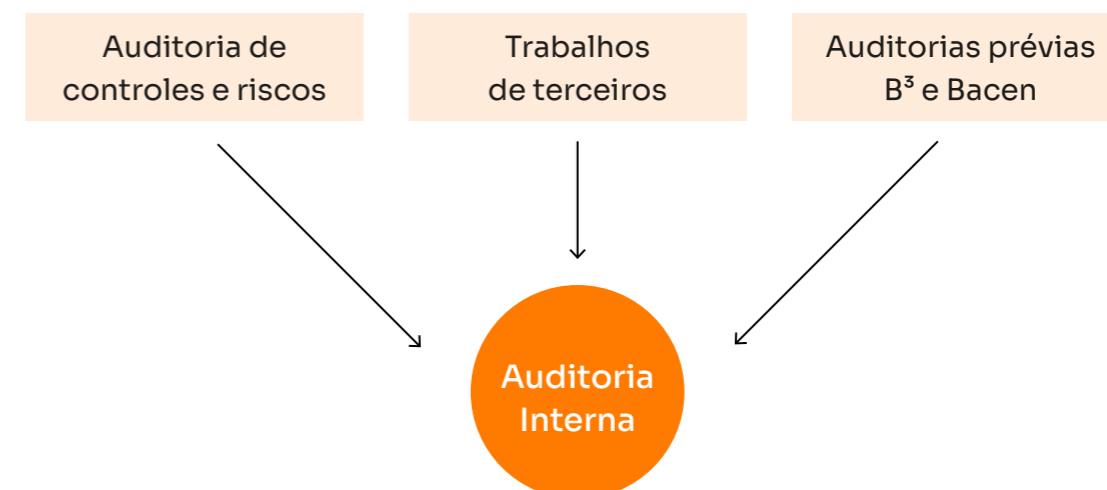 Auditoria de
controles e riscos
Trabalhos
de terceiros
Auditorias prévias
B³ e Bacen
Auditoria
Interna